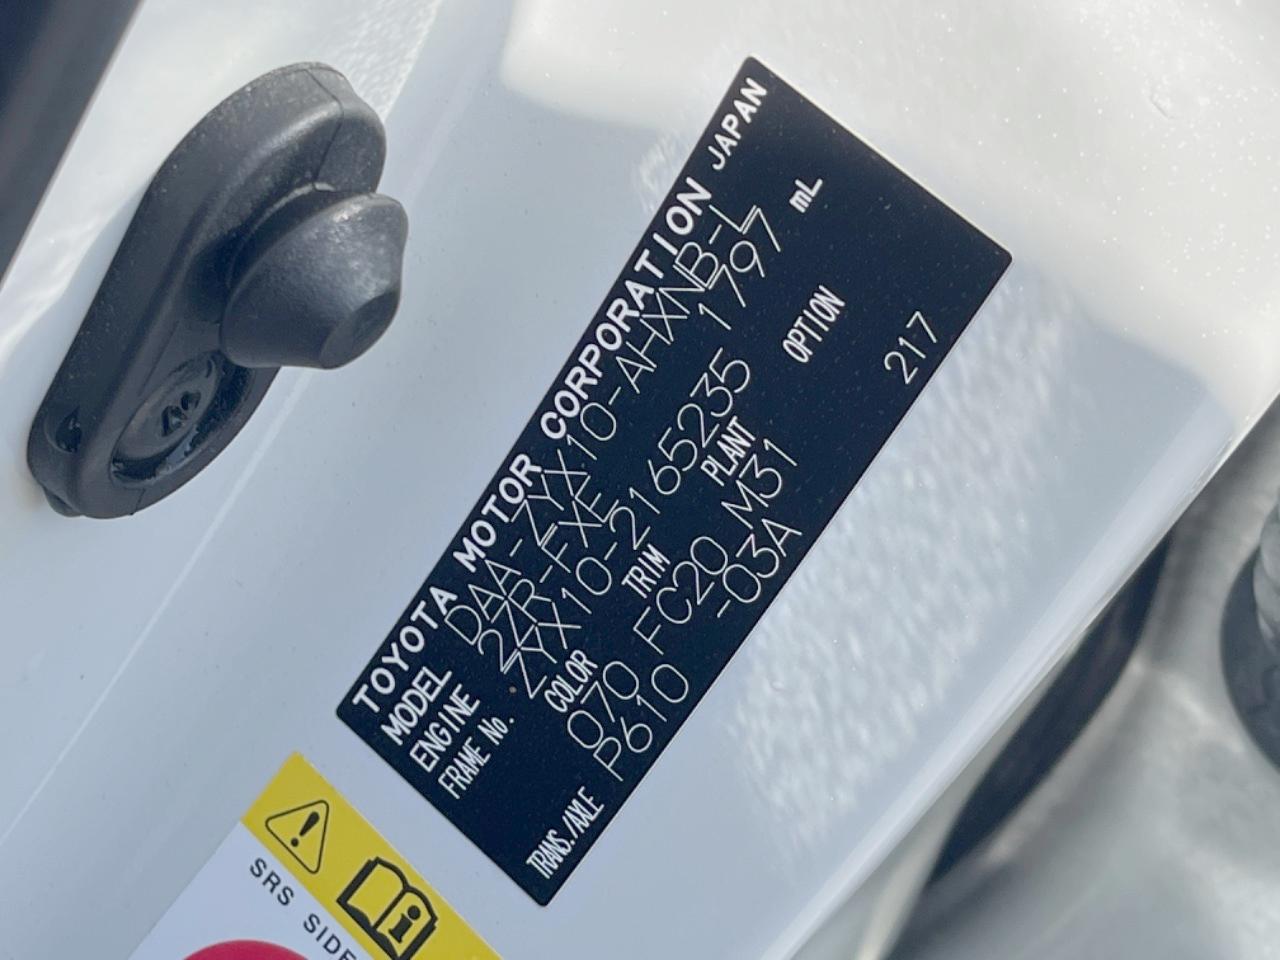 TOYOTA MOTOR CORPORATION JAPAN
MODEL DAA-ZYX10-AHXNB-L
ENGINE 2ZR-FXE 1797 mL
FRAME No. ZYX10-2165235
COLOR TRIM PLANT OPTION
070 FC20 M31 217
TRANS./AXLE P610 -03A
SRS SIDE